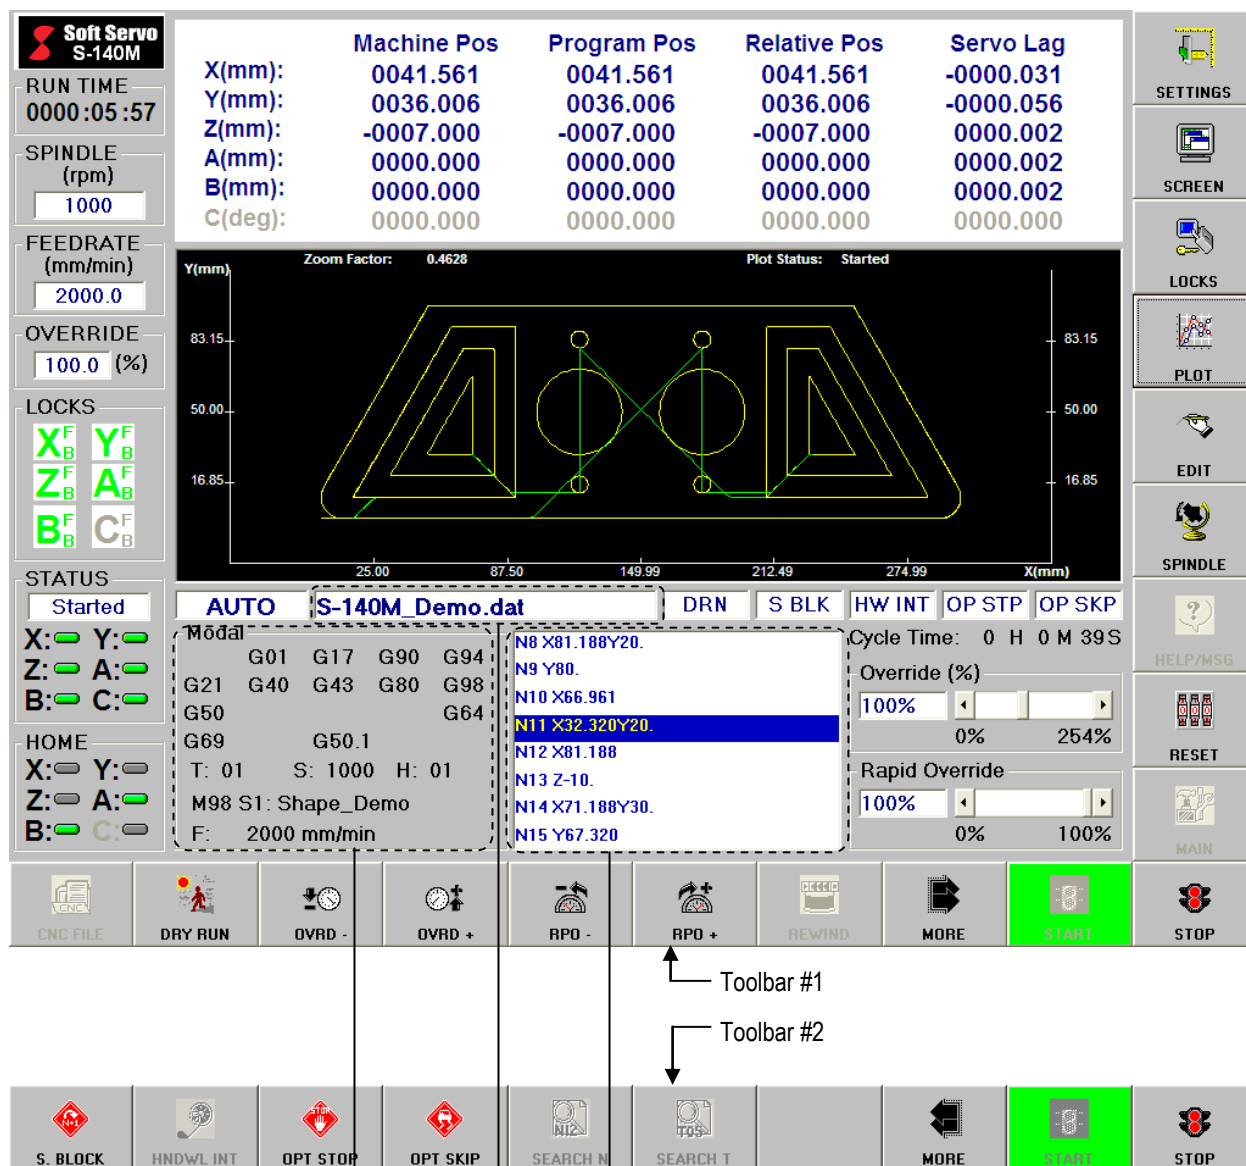 Soft Servo
S-140M
Machine Pos Program Pos Relative Pos Servo Lag
X(mm): 0041.561 0041.561 0041.561 -0000.031
Y(mm): 0036.006 0036.006 0036.006 -0000.056
Z(mm): -0007.000 -0007.000 -0007.000 0000.002
A(mm): 0000.000 0000.000 0000.000 0000.002
B(mm): 0000.000 0000.000 0000.000 0000.002
C(deg): 0000.000 0000.000 0000.000 0000.000
RUN TIME
0000:05:57
SPINDLE
(rpm)
1000
FEEDRATE
(mm/min)
2000.0
OVERRIDE
100.0 (%)
LOCKS
X F B Y F B
Z F B A F B
B F B C F B
STATUS
Started
X: Y:
Z: A:
B: C:
HOME
X: Y:
Z: A:
B: C:
Y(mm) Zoom Factor: 0.4628 Plot Status: Started
83.15 83.15
50.00 50.00
16.85 16.85
25.00 87.50 149.99 212.49 274.99 X(mm)
AUTO S-140M_Demo.dat DRN S BLK HW INT OP STP OP SKP
Modal
G01 G17 G90 G94
G21 G40 G43 G80 G98
G50 G64
G69 G50.1
T: 01 S: 1000 H: 01
M98 S1: Shape_Demo
F: 2000 mm/min
N8 X81.188Y20.
N9 Y80.
N10 X66.961
N11 X32.320Y20.
N12 X81.188
N13 Z-10.
N14 X71.188Y30.
N15 Y67.320
Cycle Time: 0 H 0 M 39 S
Override (%)
100%
0% 254%
Rapid Override
100%
0% 100%
SETTINGS
SCREEN
LOCKS
PLOT
EDIT
SPINDLE
HELP/MSG
RESET
MAIN
CNC
CNC FILE DRY RUN OVRD - OVRD + RPO - RPO + REWIND MORE START STOP
Toolbar #1
Toolbar #2
N+1 STOP N12 T05
S. BLOCK HNDWL INT OPT STOP OPT SKIP SEARCH N SEARCH T MORE START STOP